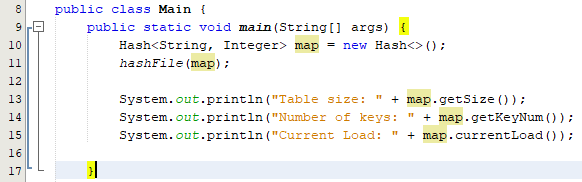 8 public class Main {
9 public static void main(String[] args) {
10 Hash<String, Integer> map = new Hash<>();
11 hashFile(map);
12
13 System.out.println("Table size: " + map.getSize());
14 System.out.println("Number of keys: " + map.getKeyNum());
15 System.out.println("Current Load: " + map.currentLoad());
16
17 }